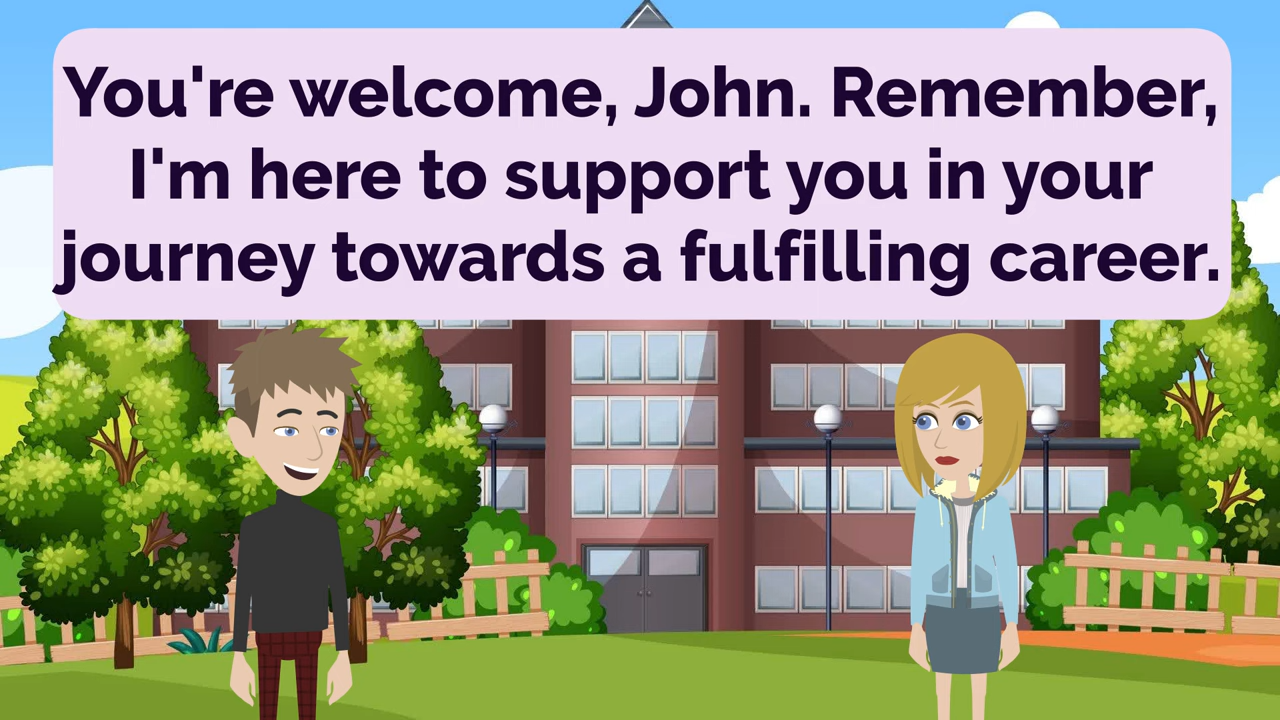 You're welcome, John. Remember,
I'm here to support you in your
journey towards a fulfilling career.